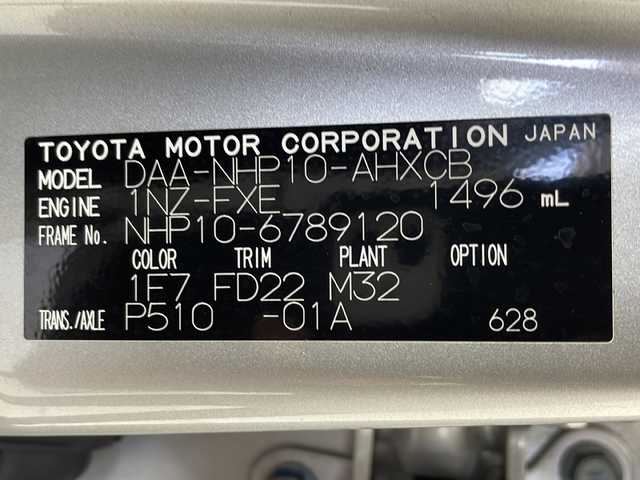 TOYOTA MOTOR CORPORATION JAPAN
MODEL DAA-NHP10-AHXCB
ENGINE 1NZ-FXE 1496 mL
FRAME No. NHP10-6789120
COLOR TRIM PLANT OPTION
1F7 FD22 M32
TRANS./AXLE P510 -01A 628